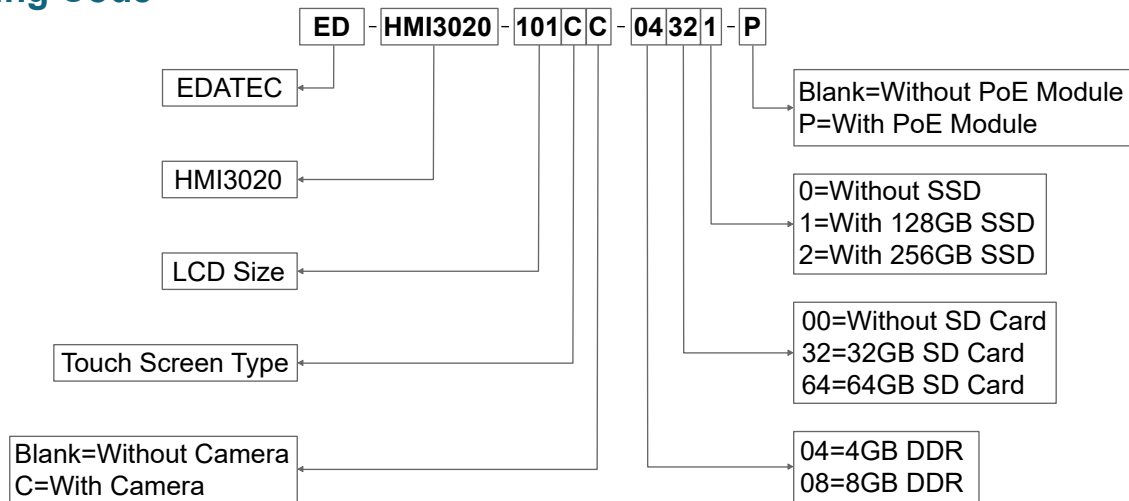 ED - HMI3020 - 101 C C - 04 32 1 - P
EDATEC
HMI3020
LCD Size
Touch Screen Type
Blank=Without Camera
C=With Camera
Blank=Without PoE Module
P=With PoE Module
0=Without SSD
1=With 128GB SSD
2=With 256GB SSD
00=Without SD Card
32=32GB SD Card
64=64GB SD Card
04=4GB DDR
08=8GB DDR